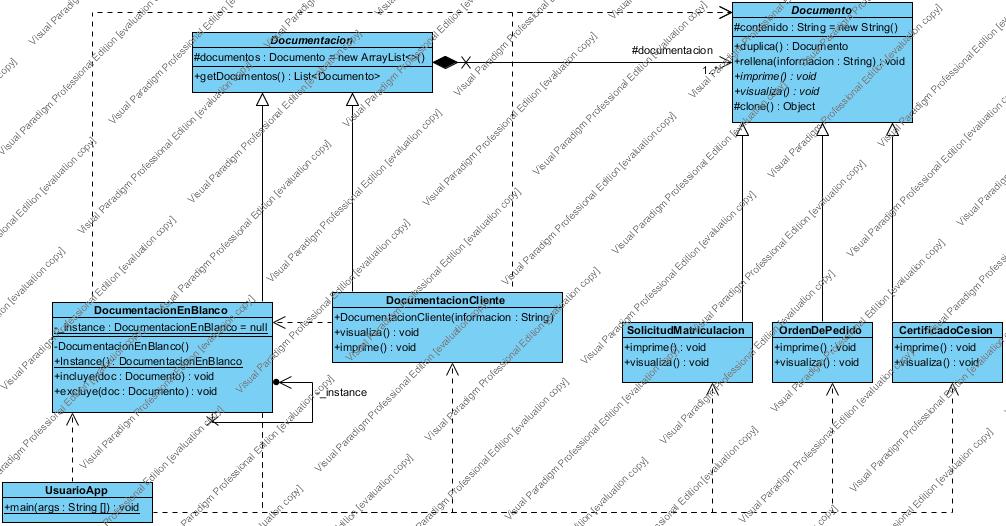 Documento
#contenido : String = new String()
+duplica() : Documento
+rellena(informacion : String) : void
+imprime() : void
+visualiza() : void
#clone() : Object
Documentacion
#documentos : Documento = new ArrayList<>()
+getDocumentos() : List<Documento>
#documentacion
DocumentacionEnBlanco
-_instance : DocumentacionEnBlanco = null
-DocumentacionEnBlanco()
+Instance() : DocumentacionEnBlanco
+incluye(doc : Documento) : void
+excluye(doc : Documento) : void
-_instance
DocumentacionCliente
+DocumentacionCliente(informacion : String)
+visualiza() : void
+imprime() : void
SolicitudMatriculacion
+imprime() : void
+visualiza() : void
OrdenDePedido
+imprime() : void
+visualiza() : void
CertificadoCesion
+imprime() : void
+visualiza() : void
UsuarioApp
+main(args : String []) : void
Visual Paradigm Professional Edition [evaluation copy]